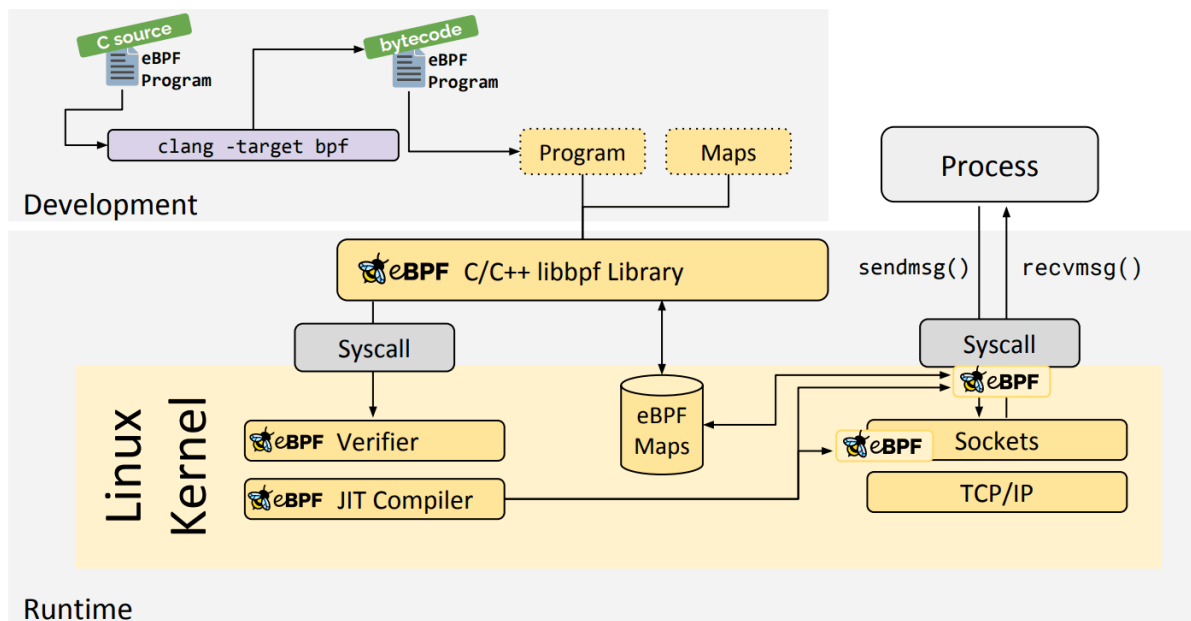 C source
eBPF
Program
bytecode
eBPF
Program
clang -target bpf
Program
Maps
Development
Process
eBPF C/C++ libbpf Library
sendmsg()
recvmsg()
Syscall
Syscall
eBPF
Linux
Kernel
eBPF Verifier
eBPF
Maps
eBPF
Sockets
eBPF JIT Compiler
TCP/IP
Runtime